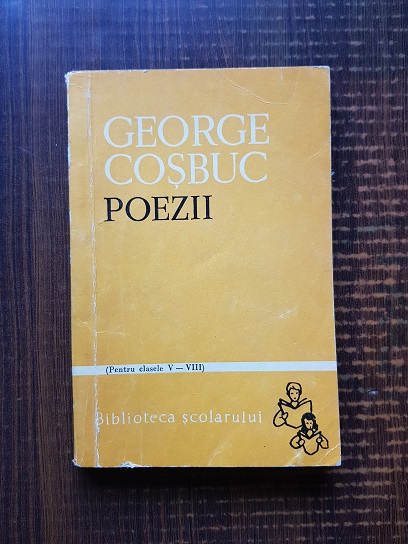 GEORGE
COȘBUC
POEZII
(Pentru clasele V — VIII)
Biblioteca școlarului